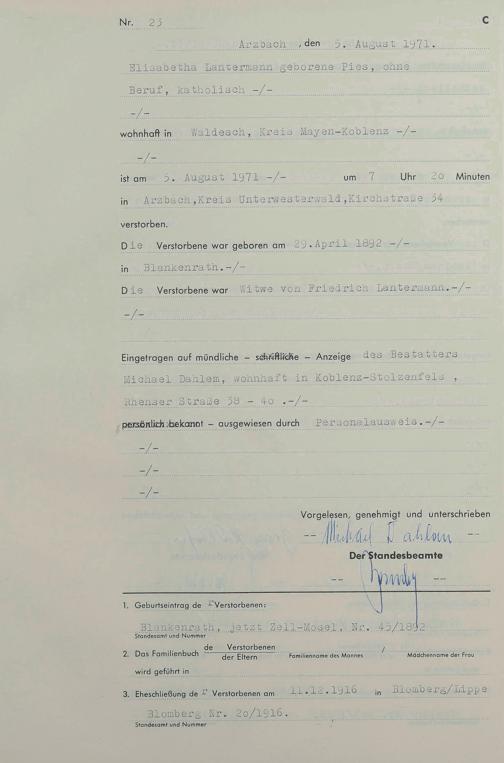 Nr. 23 C
Arzbach , den 5. August 1971.
Elisabetha Lantermann geborene Pies, ohne
Beruf, katholisch -/-
-/-
wohnhaft in Waldesch, Kreis Mayen-Koblenz -/-
-/-
ist am 5. August 1971 -/- um 7 Uhr 20 Minuten
in Arzbach,Kreis Unterwesterwald,Kirchstraße 34
verstorben.
Die Verstorbene war geboren am 29.April 1892 -/-
in Blankenrath.-/-
Die Verstorbene war Witwe von Friedrich Lantermann.-/-
-/-
Eingetragen auf mündliche – schriftliche – Anzeige des Bestatters
Michael Dahlem, wohnhaft in Koblenz-Stolzenfels ,
Rhenser Straße 38 - 40 .-/-
persönlich bekannt – ausgewiesen durch Personalausweis.-/-
-/-
-/-
-/-
Vorgelesen, genehmigt und unterschrieben
-- Michael Dahlem --
Der Standesbeamte
-- --
1. Geburtseintrag de r Verstorbenen:
Blankenrath, jetzt Zell-Mosel, Nr. 45/1892
Standesamt und Nummer
2. Das Familienbuch de Verstorbenen /
der Eltern Familienname des Mannes Mädchenname der Frau
wird geführt in
3. Eheschließung de r Verstorbenen am 11.12.1916 in Blomberg/Lippe
Blomberg Nr. 20/1916.
Standesamt und Nummer